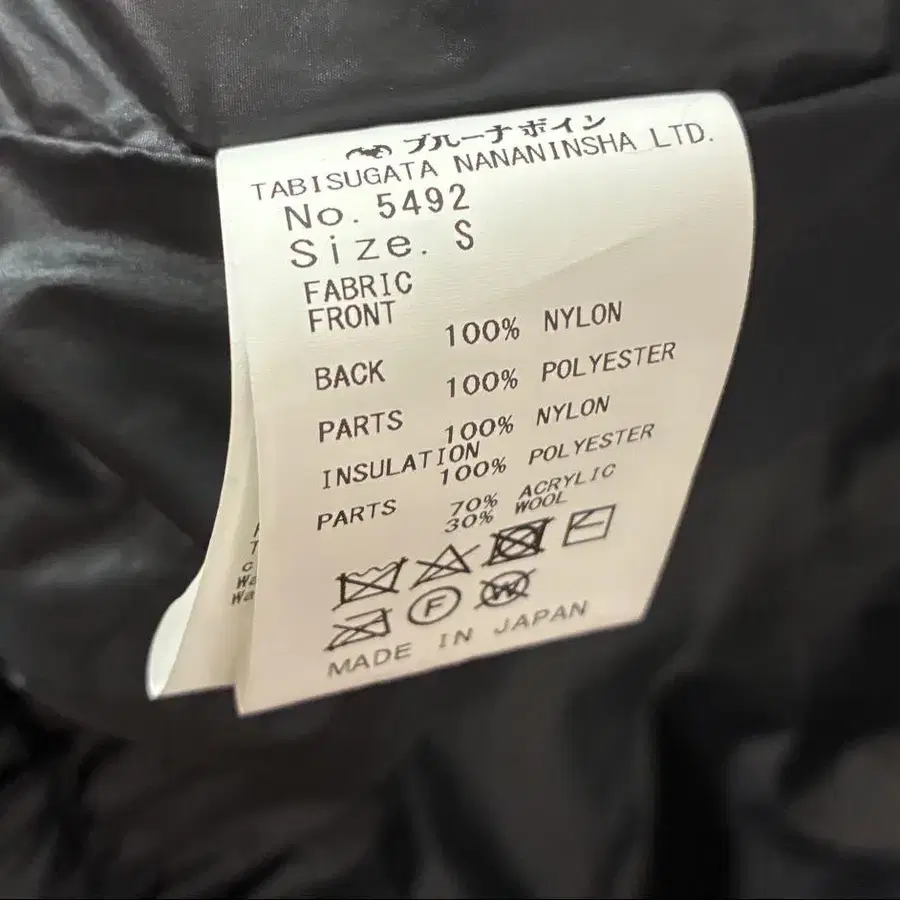 ブルーナボイン
TABISUGATA NANANINSHA LTD.
No. 5492
Size. S
FABRIC
FRONT
100% NYLON
BACK
100% POLYESTER
PARTS
100% NYLON
INSULATION
100% POLYESTER
PARTS
70% ACRYLIC
30% WOOL
F
W
MADE IN JAPAN